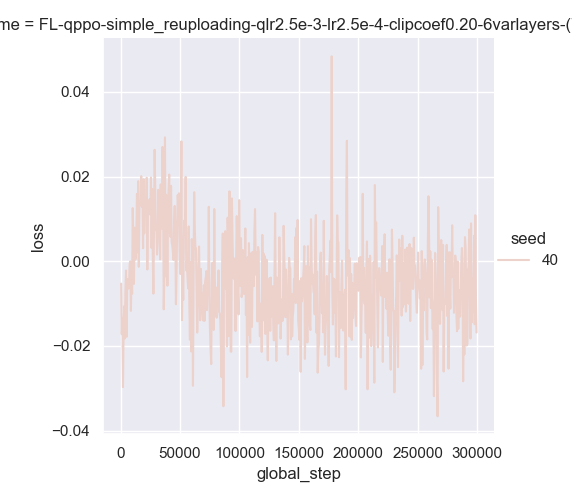 me = FL-qppo-simple_reuploading-qlr2.5e-3-lr2.5e-4-clipcoef0.20-6varlayers-(
0.04
0.02
0.00
−0.02
−0.04
loss
seed
40
0 50000 100000 150000 200000 250000 300000
global_step